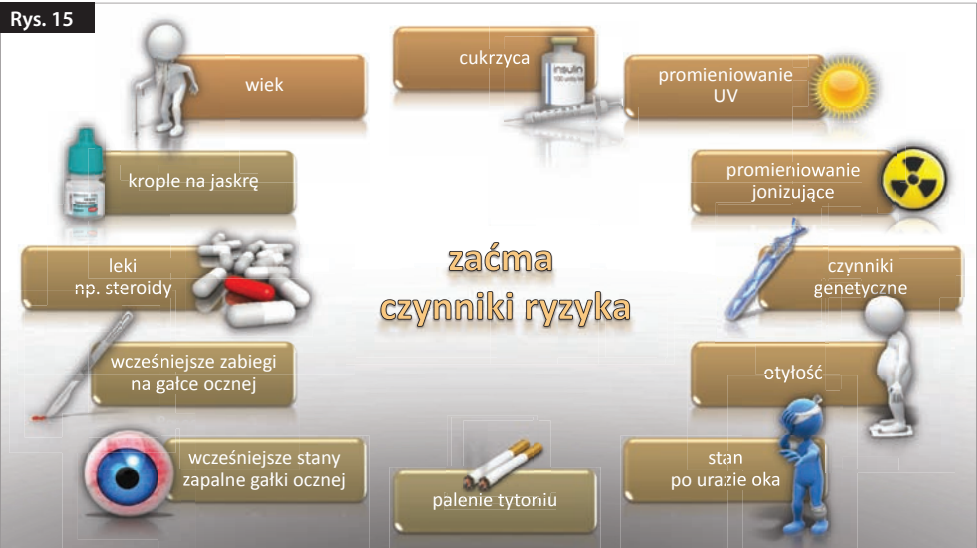 Rys. 15
wiek
cukrzyca
insulin
promieniowanie
UV
krople na jaskrę
promieniowanie
jonizujące
leki
np. steroidy
zaćma
czynniki ryzyka
czynniki
genetyczne
wcześniejsze zabiegi
na gałce ocznej
otyłość
wcześniejsze stany
zapalne gałki ocznej
palenie tytoniu
stan
po urazie oka